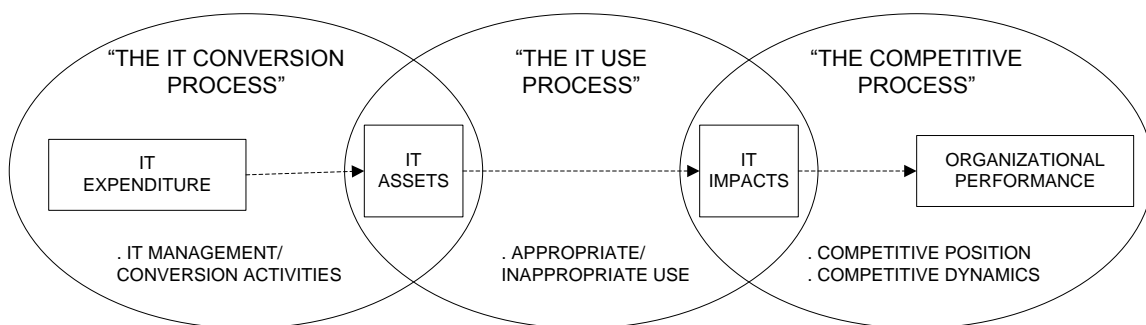 “THE IT CONVERSION
PROCESS”
“THE IT USE
PROCESS”
“THE COMPETITIVE
PROCESS”
IT
EXPENDITURE
IT
ASSETS
IT
IMPACTS
ORGANIZATIONAL
PERFORMANCE
. IT MANAGEMENT/
CONVERSION ACTIVITIES
. APPROPRIATE/
INAPPROPRIATE USE
. COMPETITIVE POSITION
. COMPETITIVE DYNAMICS